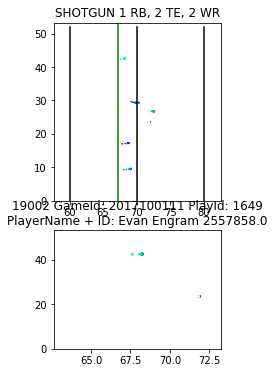 SHOTGUN 1 RB, 2 TE, 2 WR
50
40
30
20
10
0
60 70 80
19002 GameId: 2017100111 PlayId: 1649
PlayerName + ID: Evan Engram 2557858.0
40
20
0
65.0 67.5 70.0 72.5